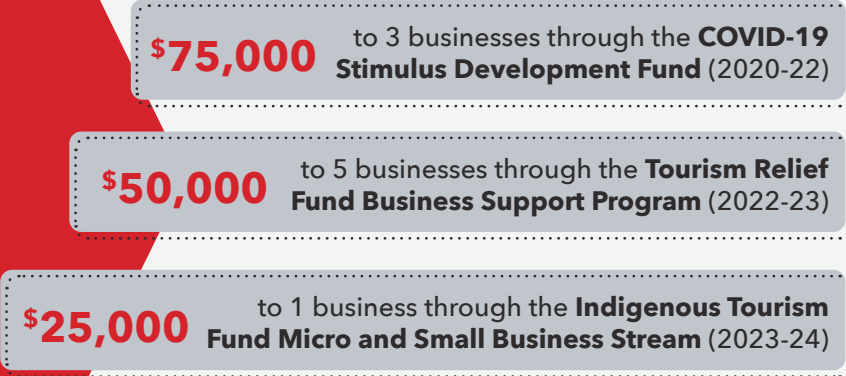 $75,000
to 3 businesses through the COVID-19
Stimulus Development Fund (2020-22)
$50,000
to 5 businesses through the Tourism Relief
Fund Business Support Program (2022-23)
$25,000
to 1 business through the Indigenous Tourism
Fund Micro and Small Business Stream (2023-24)